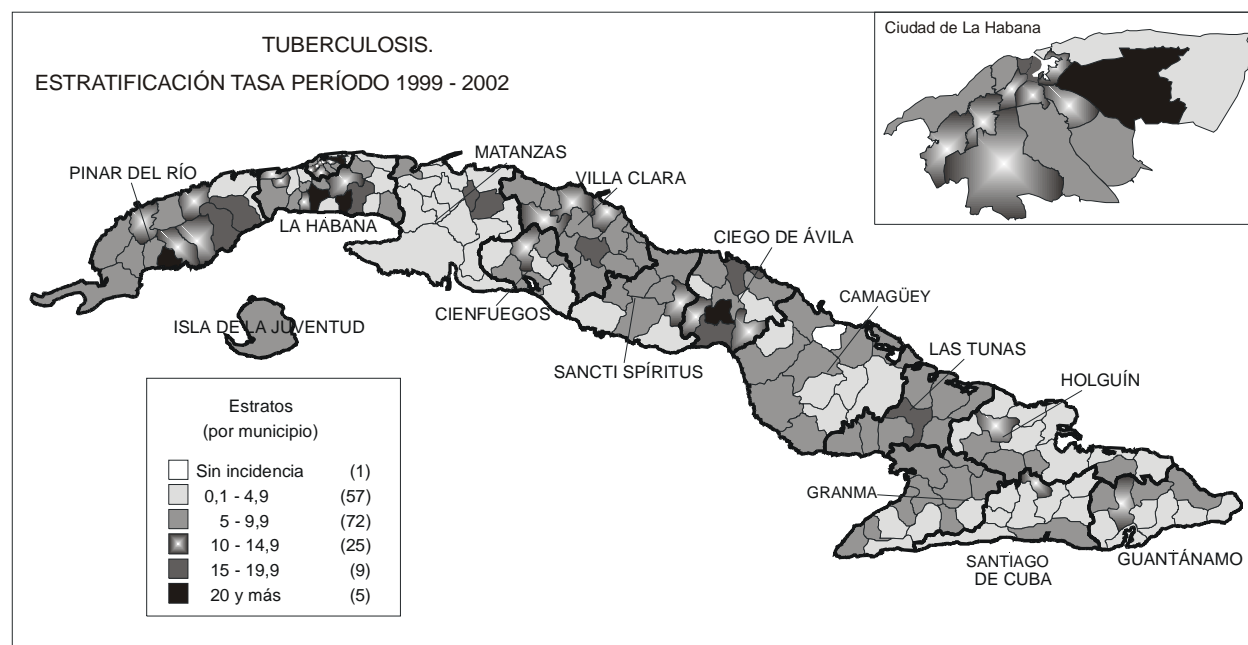 TUBERCULOSIS.
ESTRATIFICACIÓN TASA PERÍODO 1999 - 2002
Ciudad de La Habana
PINAR DEL RÍO
MATANZAS
VILLA CLARA
LA HABANA
CIEGO DE ÁVILA
CAMAGÜEY
ISLA DE LA JUVENTUD
CIENFUEGOS
SANCTI SPÍRITUS
LAS TUNAS
HOLGUÍN
GRANMA
SANTIAGO
DE CUBA
GUANTÁNAMO
Estratos
(por municipio)
Sin incidencia (1)
0,1 - 4,9 (57)
5 - 9,9 (72)
10 - 14,9 (25)
15 - 19,9 (9)
20 y más (5)